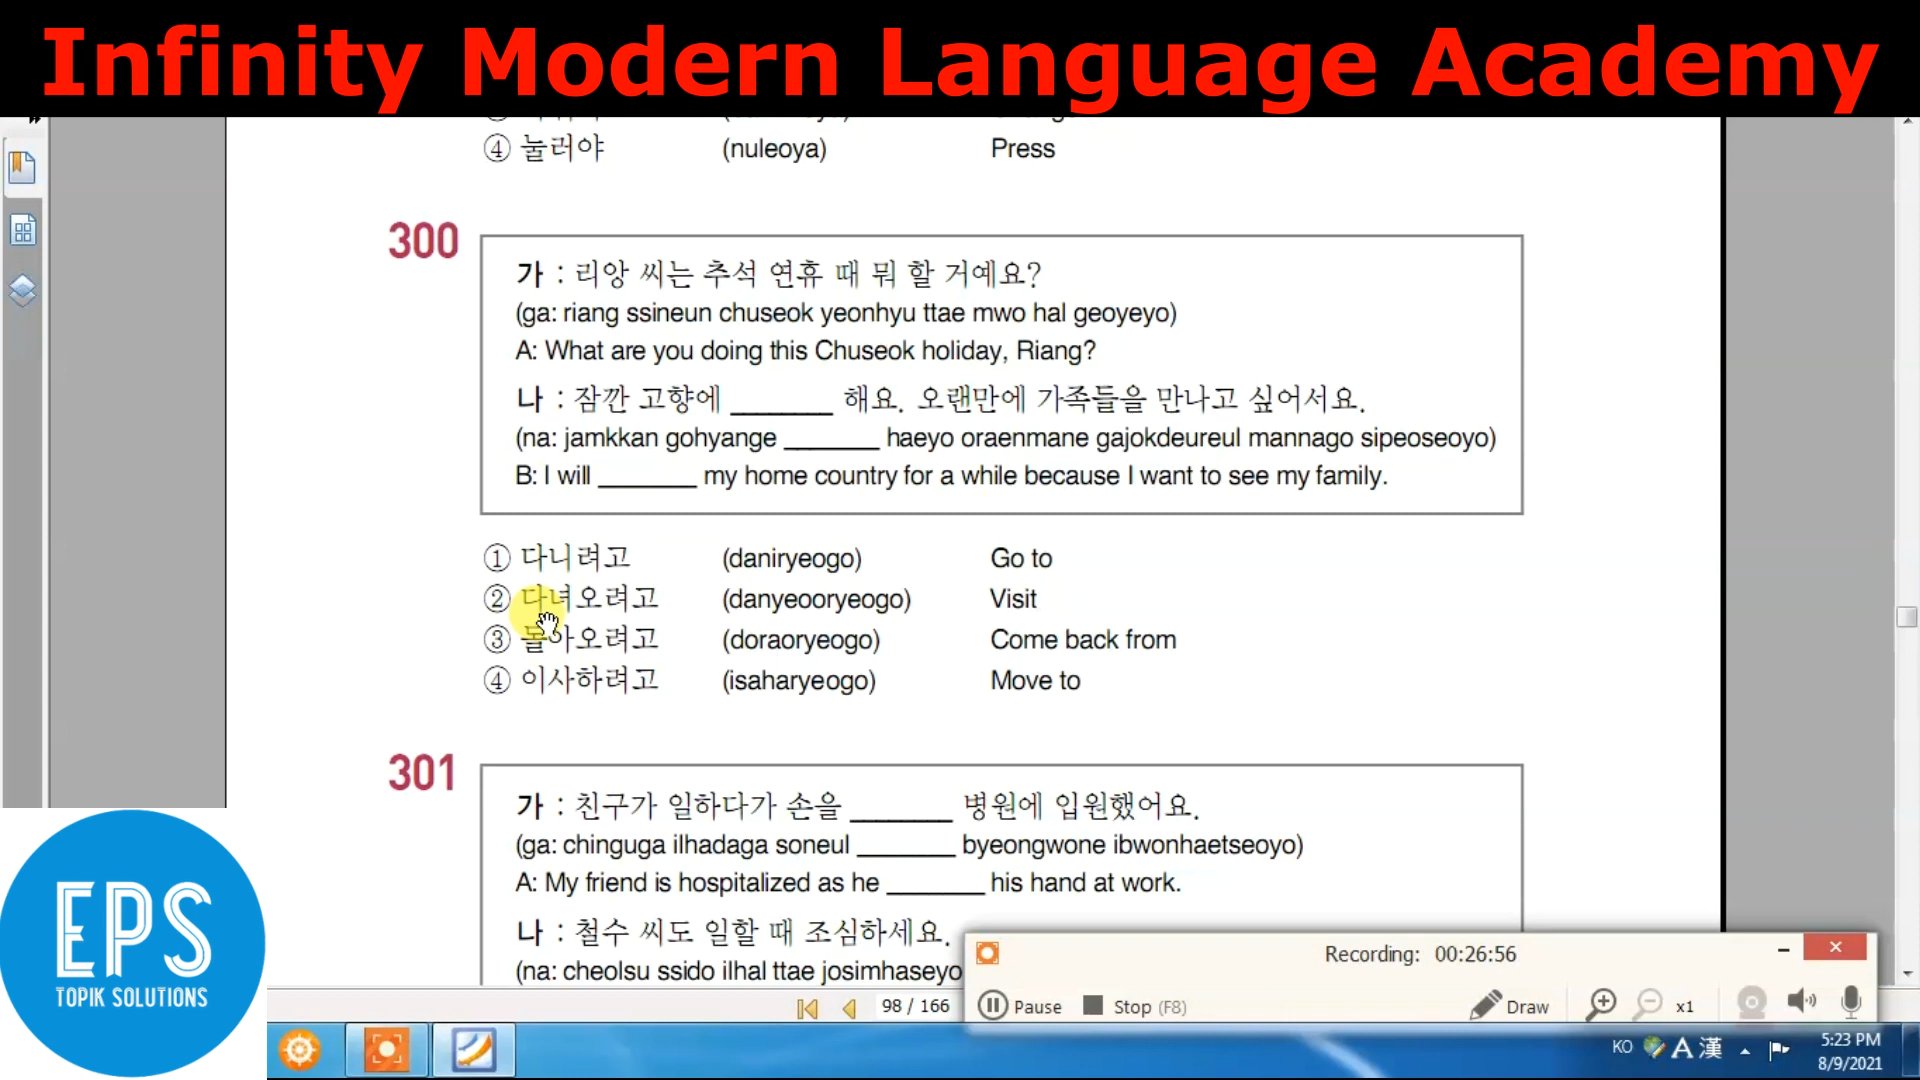 Infinity Modern Language Academy
④ 눌러야 (nuleoya) Press
300
가 : 리앙 씨는 추석 연휴 때 뭐 할 거예요?
(ga: riang ssineun chuseok yeonhyu ttae mwo hal geoyeyo)
A: What are you doing this Chuseok holiday, Riang?
나 : 잠깐 고향에 _______ 해요. 오랜만에 가족들을 만나고 싶어서요.
(na: jamkkan gohyange _______ haeyo oraenmane gajokdeureul mannago sipeoseoyo)
B: I will _______ my home country for a while because I want to see my family.
① 다니려고 (daniryeogo) Go to
② 다녀오려고 (danyeooryeogo) Visit
③ 돌아오려고 (doraoryeogo) Come back from
④ 이사하려고 (isaharyeogo) Move to
301
가 : 친구가 일하다가 손을 _______ 병원에 입원했어요.
(ga: chinguga ilhadaga soneul _______ byeongwone ibwonhaetseoyo)
A: My friend is hospitalized as he _______ his hand at work.
나 : 철수 씨도 일할 때 조심하세요.
(na: cheolsu ssido ilhal ttae josimhaseyo
EPS
TOPIK SOLUTIONS
98 / 166
Recording: 00:26:56
Pause Stop (F8) Draw x1
KO A 漢 5:23 PM
8/9/2021